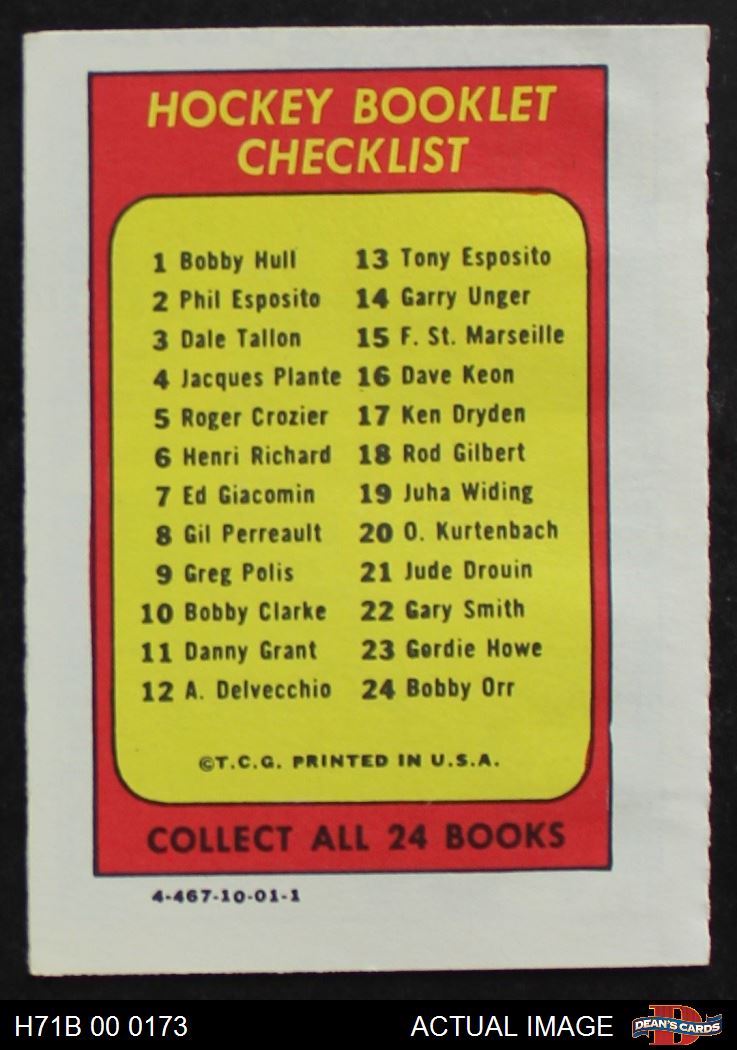 HOCKEY BOOKLET
CHECKLIST
1 Bobby Hull
2 Phil Esposito
3 Dale Tallon
4 Jacques Plante
5 Roger Crozier
6 Henri Richard
7 Ed Giacomin
8 Gil Perreault
9 Greg Polis
10 Bobby Clarke
11 Danny Grant
12 A. Delvecchio
13 Tony Esposito
14 Garry Unger
15 F. St. Marseille
16 Dave Keon
17 Ken Dryden
18 Rod Gilbert
19 Juha Widing
20 O. Kurtenbach
21 Jude Drouin
22 Gary Smith
23 Gordie Howe
24 Bobby Orr
©T.C.G. PRINTED IN U.S.A.
COLLECT ALL 24 BOOKS
4-467-10-01-1
H71B 00 0173
ACTUAL IMAGE
DEAN'S CARDS